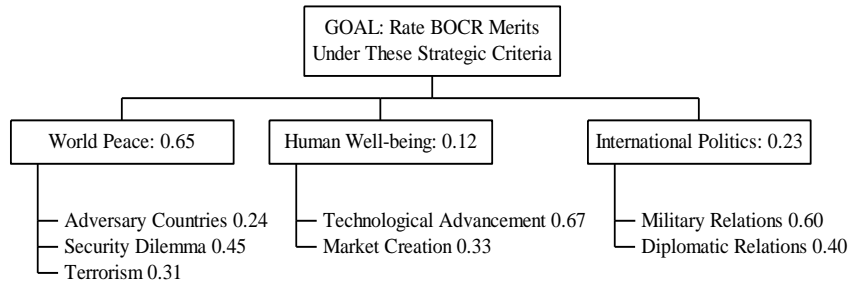 GOAL: Rate BOCR Merits
Under These Strategic Criteria
World Peace: 0.65
Human Well-being: 0.12
International Politics: 0.23
Adversary Countries 0.24
Security Dilemma 0.45
Terrorism 0.31
Technological Advancement 0.67
Market Creation 0.33
Military Relations 0.60
Diplomatic Relations 0.40